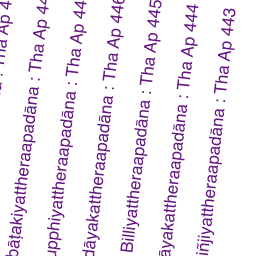 : Tha Ap 4
bāṭakiyattheraapadāna : Tha Ap 44
upphiyattheraapadāna : Tha Ap 44
dāyakattheraapadāna : Tha Ap 446
Billiyattheraapadāna : Tha Ap 445
āyakattheraapadāna : Tha Ap 444
iñjiyattheraapadāna : Tha Ap 443